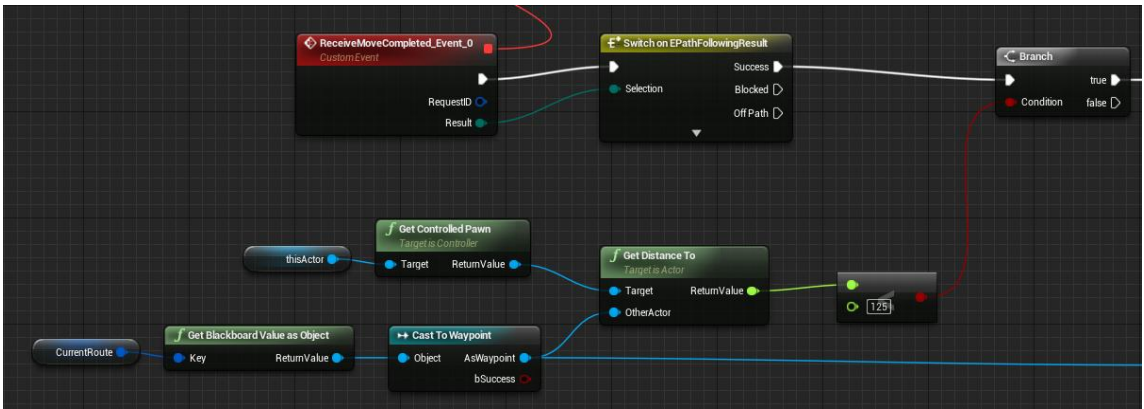 ReceiveMoveCompleted_Event_0
CustomEvent
RequestID
Result
Switch on EPathFollowingResult
Selection
Success
Blocked
Off Path
Branch
Condition
true
false
thisActor
Get Controlled Pawn
Target is Controller
Target
ReturnValue
Get Distance To
Target is Actor
Target
ReturnValue
OtherActor
125
CurrentRoute
Get Blackboard Value as Object
Key
ReturnValue
Cast To Waypoint
Object
AsWaypoint
bSuccess